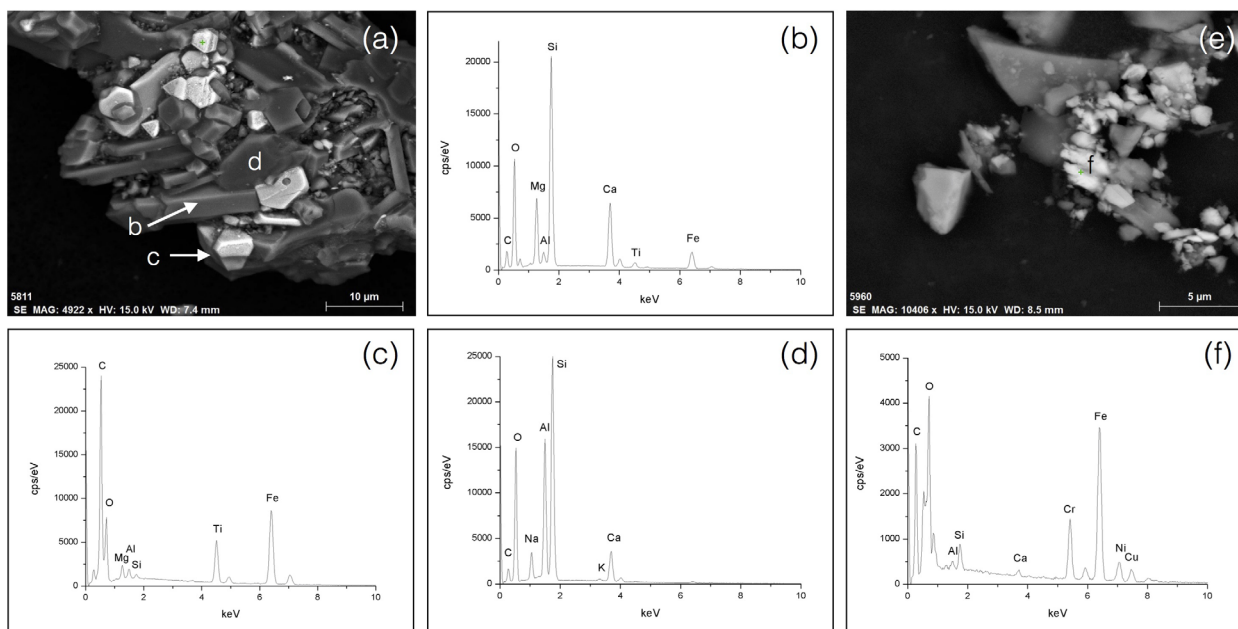 (a)
d
b
c
5811
SE MAG: 4922 x HV: 15.0 kV WD: 7.4 mm
10 µm
(b)
Si
20000
15000
10000
5000
0
cps/eV
O
Mg
Ca
C
Al
Ti
Fe
0 2 4 6 8 10
keV
(e)
f
5960
SE MAG: 10406 x HV: 15.0 kV WD: 8.5 mm
5 µm
(c)
C
25000
20000
15000
10000
5000
0
cps/eV
O
Fe
Ti
Mg
Al
Si
0 2 4 6 8 10
keV
(d)
Si
25000
20000
15000
10000
5000
0
cps/eV
Al
O
Na
Ca
C
K
0 2 4 6 8 10
keV
(f)
5000
4000
3000
2000
1000
0
cps/eV
O
Fe
C
Cr
Si
Al
Ca
Ni
Cu
0 2 4 6 8 10
keV